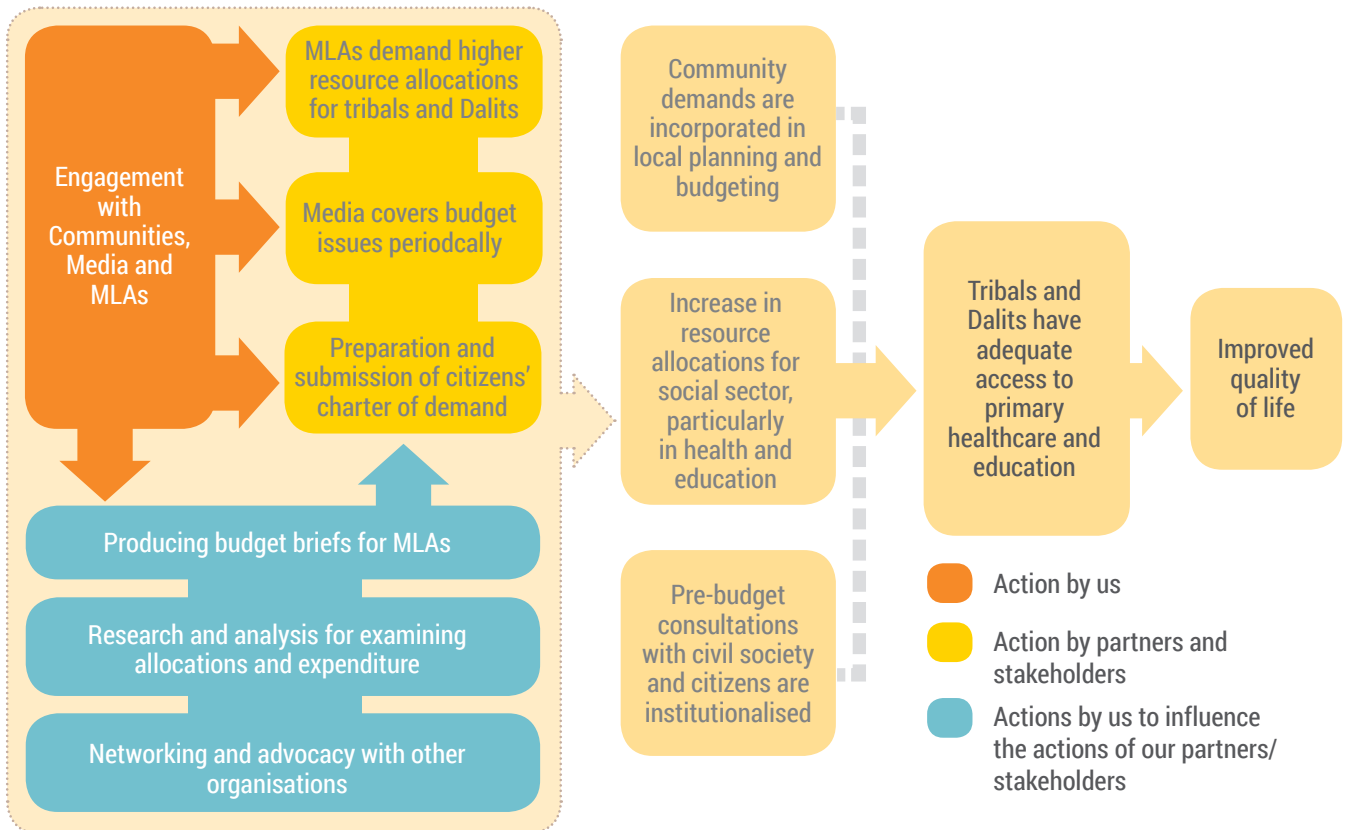 Engagement
with
Communities,
Media and
MLAs
MLAs demand higher
resource allocations
for tribals and Dalits
Media covers budget
issues periodcally
Preparation and
submission of citizens’
charter of demand
Producing budget briefs for MLAs
Research and analysis for examining
allocations and expenditure
Networking and advocacy with other
organisations
Community
demands are
incorporated in
local planning and
budgeting
Increase in
resource
allocations for
social sector,
particularly
in health and
education
Pre-budget
consultations
with civil society
and citizens are
institutionalised
Tribals and
Dalits have
adequate
access to
primary
healthcare and
education
Improved
quality
of life
Action by us
Action by partners and
stakeholders
Actions by us to influence
the actions of our partners/
stakeholders